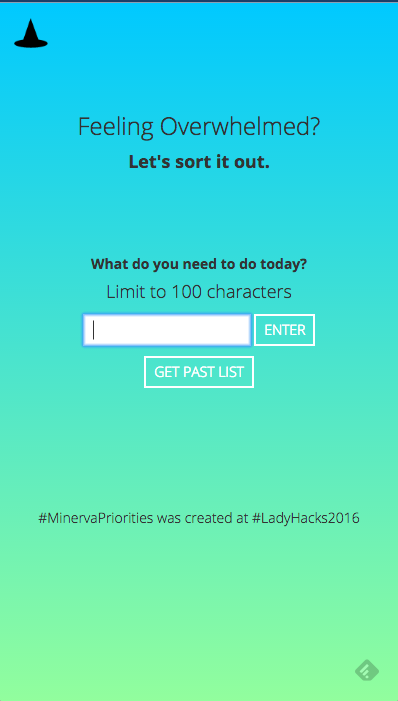 Feeling Overwhelmed?
Let's sort it out.
What do you need to do today?
Limit to 100 characters
ENTER
GET PAST LIST
#MinervaPriorities was created at #LadyHacks2016